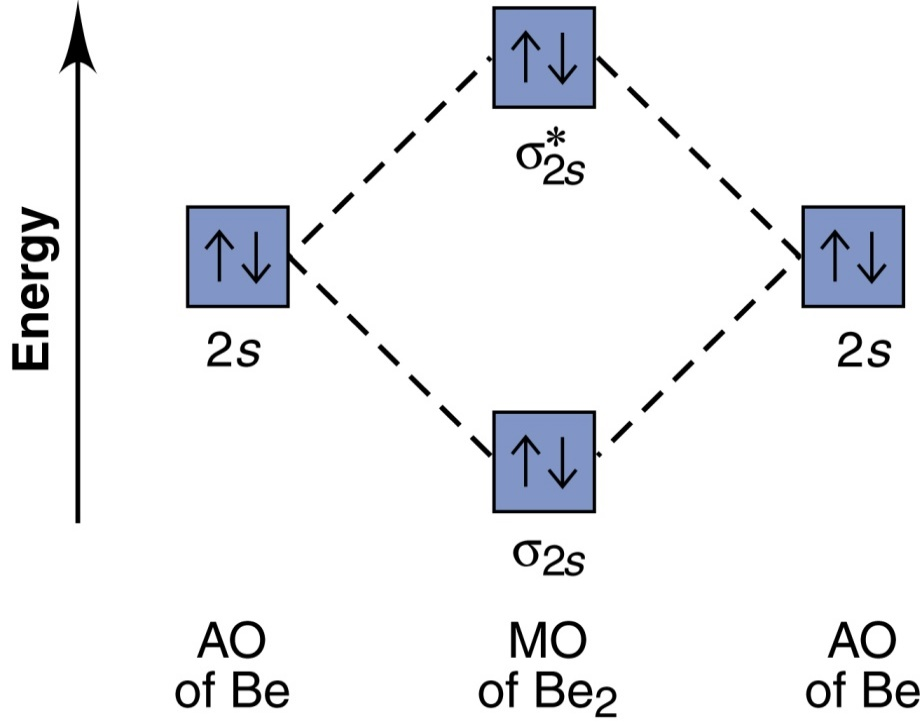 ↑↓
σ*2s
Energy
↑↓
↑↓
2s
2s
↑↓
σ2s
AO
of Be
MO
of Be₂
AO
of Be